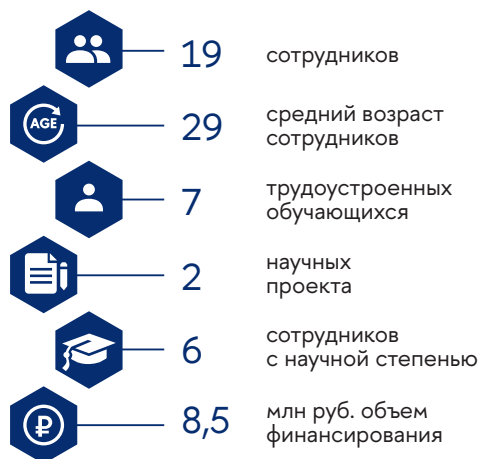 19 сотрудников
AGE
29 средний возраст
сотрудников
7 трудоустроенных
обучающихся
2 научных
проекта
6 сотрудников
с научной степенью
₽
8,5 млн руб. объем
финансирования